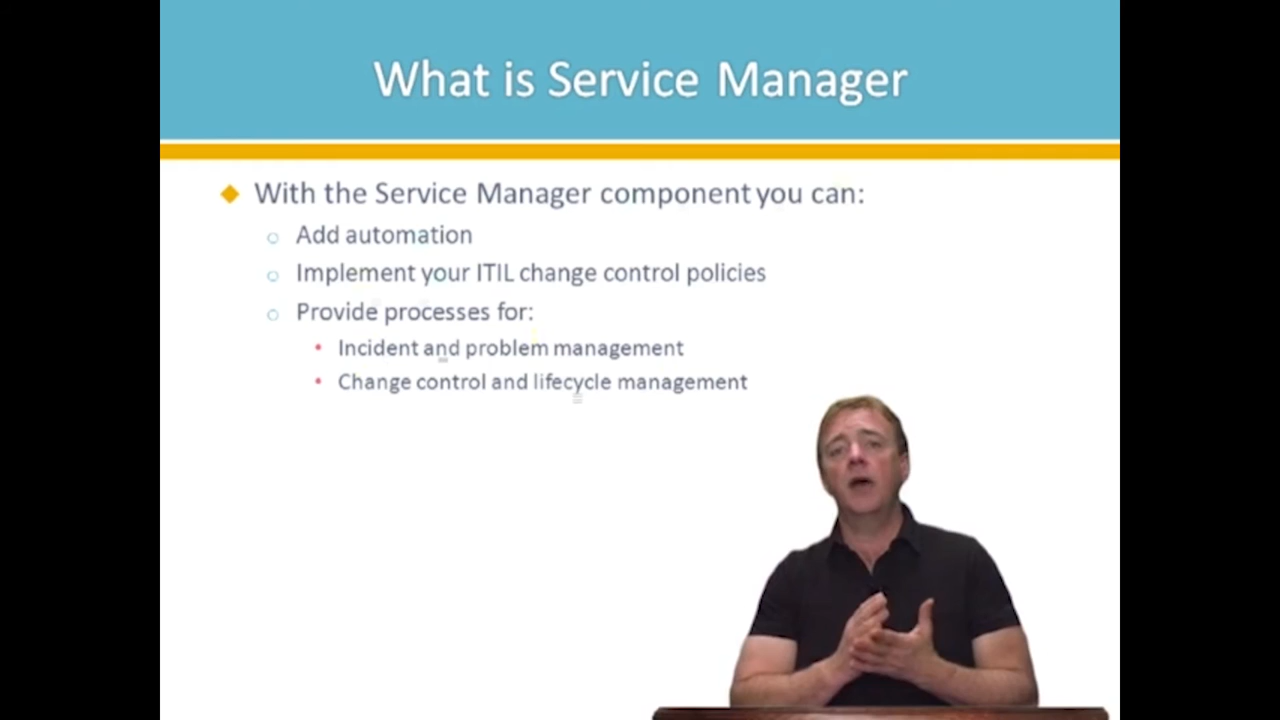 What is Service Manager
With the Service Manager component you can:
Add automation
Implement your ITIL change control policies
Provide processes for:
Incident and problem management
Change control and lifecycle management